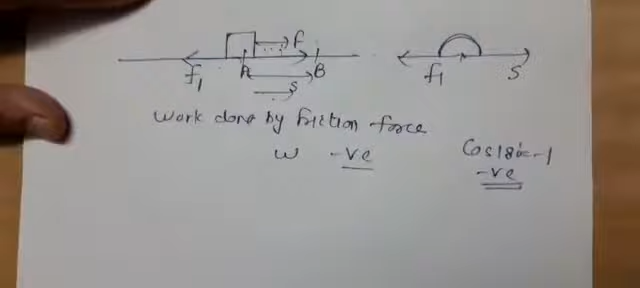 F
f1 A B f1 S
S
Work done by friction force
W -ve
Cos180=-1
-ve